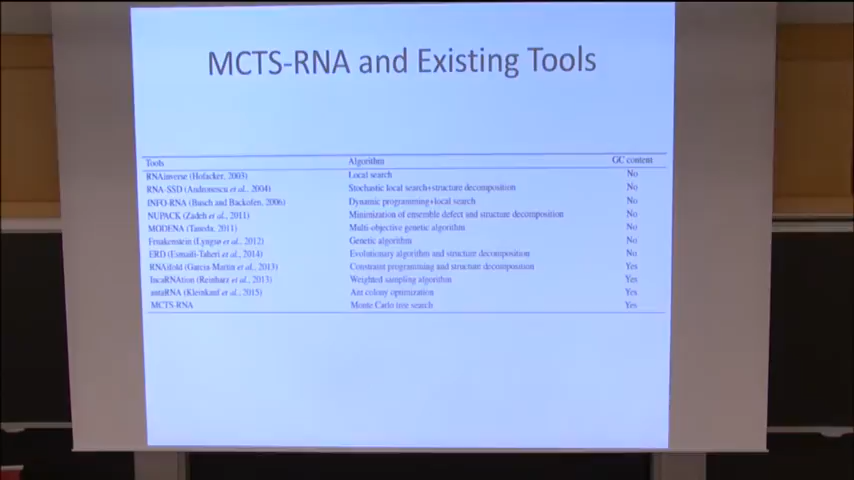 MCTS-RNA and Existing Tools
Tools Algorithm GC content
RNAinverse (Hofacker, 2003) Local search No
RNA-SSD (Andronescu et al., 2004) Stochastic local search+structure decomposition No
INFO-RNA (Busch and Backofen, 2006) Dynamic programming+local search No
NUPACK (Zadeh et al., 2011) Minimization of ensemble defect and structure decomposition No
MODENA (Taneda, 2011) Multi-objective genetic algorithm No
Frnakenstein (Lyngsø et al., 2012) Genetic algorithm No
ERD (Esmaili-Taheri et al., 2014) Evolutionary algorithm and structure decomposition No
RNAifold (Garcia-Martin et al., 2013) Constraint programming and structure decomposition Yes
IncaRNAtion (Reinharz et al., 2013) Weighted sampling algorithm Yes
antaRNA (Kleinkauf et al., 2015) Ant colony optimization Yes
MCTS-RNA Monte Carlo tree search Yes